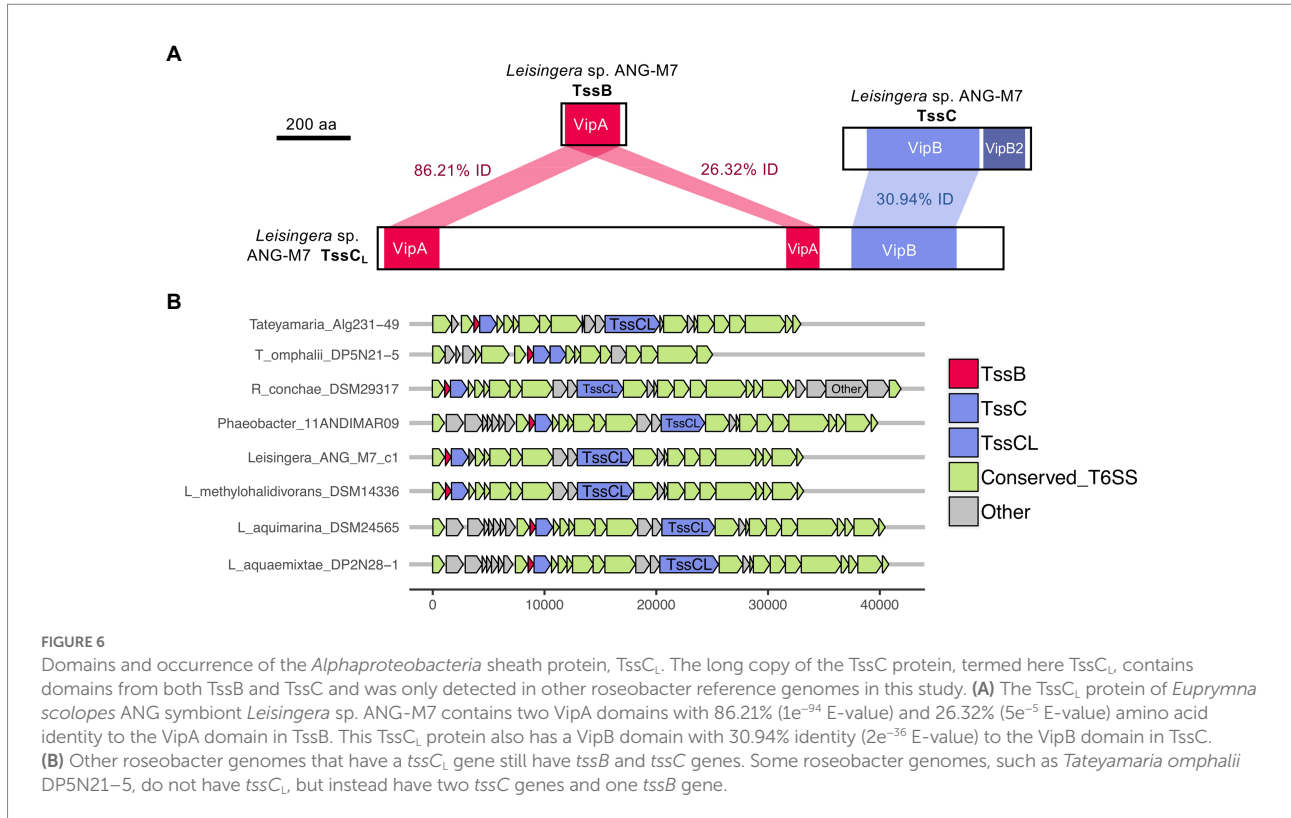 A
Leisingera sp. ANG-M7
TssB
Leisingera sp. ANG-M7
TssC
200 aa
VipA
VipB
VipB2
86.21% ID
26.32% ID
30.94% ID
Leisingera sp.
ANG-M7 TssCL
VipA
VipA
VipB
B
Tateyamaria_Alg231−49
TssCL
T_omphalii_DP5N21−5
R_conchae_DSM29317
TssCL
Other
Phaeobacter_11ANDIMAR09
TssCL
Leisingera_ANG_M7_c1
TssCL
L_methylohalidivorans_DSM14336
TssCL
L_aquimarina_DSM24565
TssCL
L_aquaemixtae_DP2N28−1
TssCL
0 10000 20000 30000 40000
TssB
TssC
TssCL
Conserved_T6SS
Other
FIGURE 6
Domains and occurrence of the Alphaproteobacteria sheath protein, TssCL. The long copy of the TssC protein, termed here TssCL, contains
domains from both TssB and TssC and was only detected in other roseobacter reference genomes in this study. (A) The TssCL protein of Euprymna
scolopes ANG symbiont Leisingera sp. ANG-M7 contains two VipA domains with 86.21% (1e−94 E-value) and 26.32% (5e−5 E-value) amino acid
identity to the VipA domain in TssB. This TssCL protein also has a VipB domain with 30.94% identity (2e−36 E-value) to the VipB domain in TssC.
(B) Other roseobacter genomes that have a tssCL gene still have tssB and tssC genes. Some roseobacter genomes, such as Tateyamaria omphalii
DP5N21–5, do not have tssCL, but instead have two tssC genes and one tssB gene.